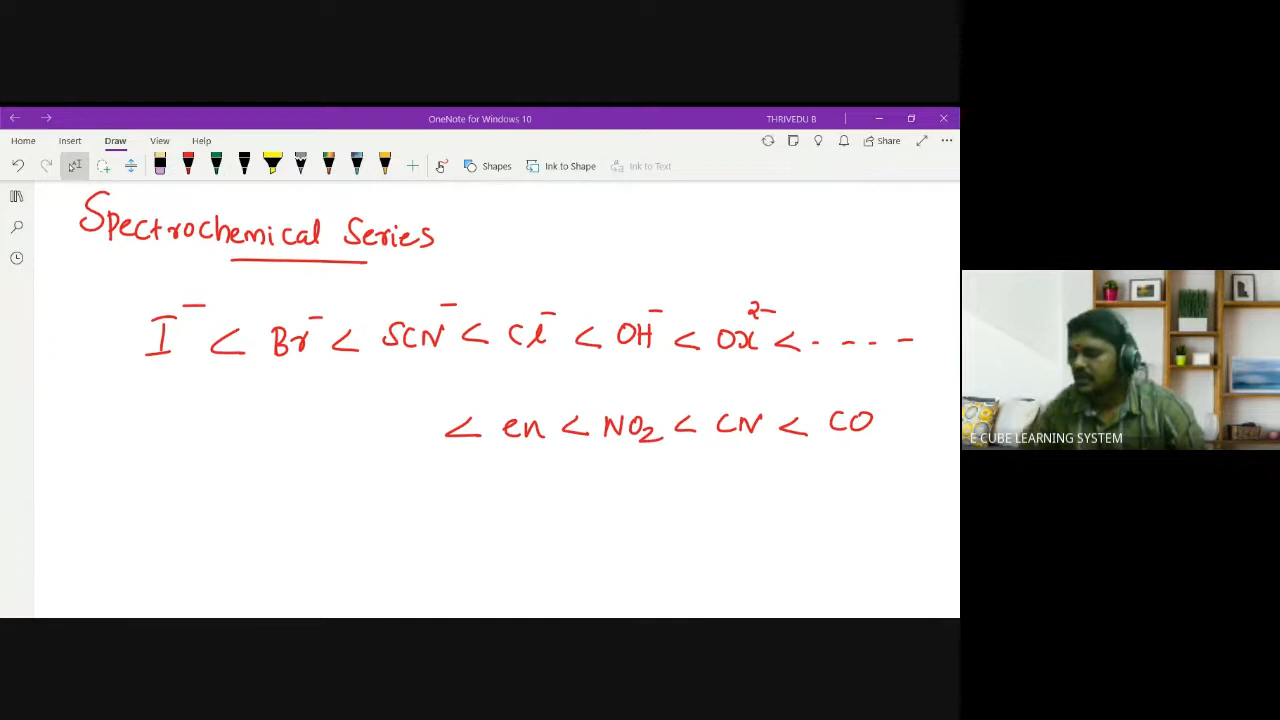 OneNote for Windows 10
THRIVEDU B
Home Insert Draw View Help
Share
Shapes Ink to Shape Ink to Text
Spectrochemical Series
I⁻ < Br⁻ < SCN⁻ < Cl⁻ < OH⁻ < Ox²⁻ < - - - -
< en < NO₂ < CN < CO
E CUBE LEARNING SYSTEM